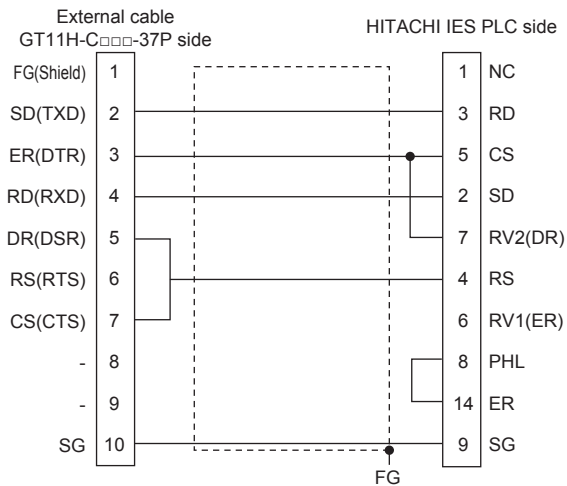 External cable
GT11H-C□□□-37P side
HITACHI IES PLC side
FG(Shield) 1 1 NC
SD(TXD) 2 3 RD
ER(DTR) 3 5 CS
RD(RXD) 4 2 SD
DR(DSR) 5 7 RV2(DR)
RS(RTS) 6 4 RS
CS(CTS) 7 6 RV1(ER)
- 8 8 PHL
- 9 14 ER
SG 10 9 SG
FG